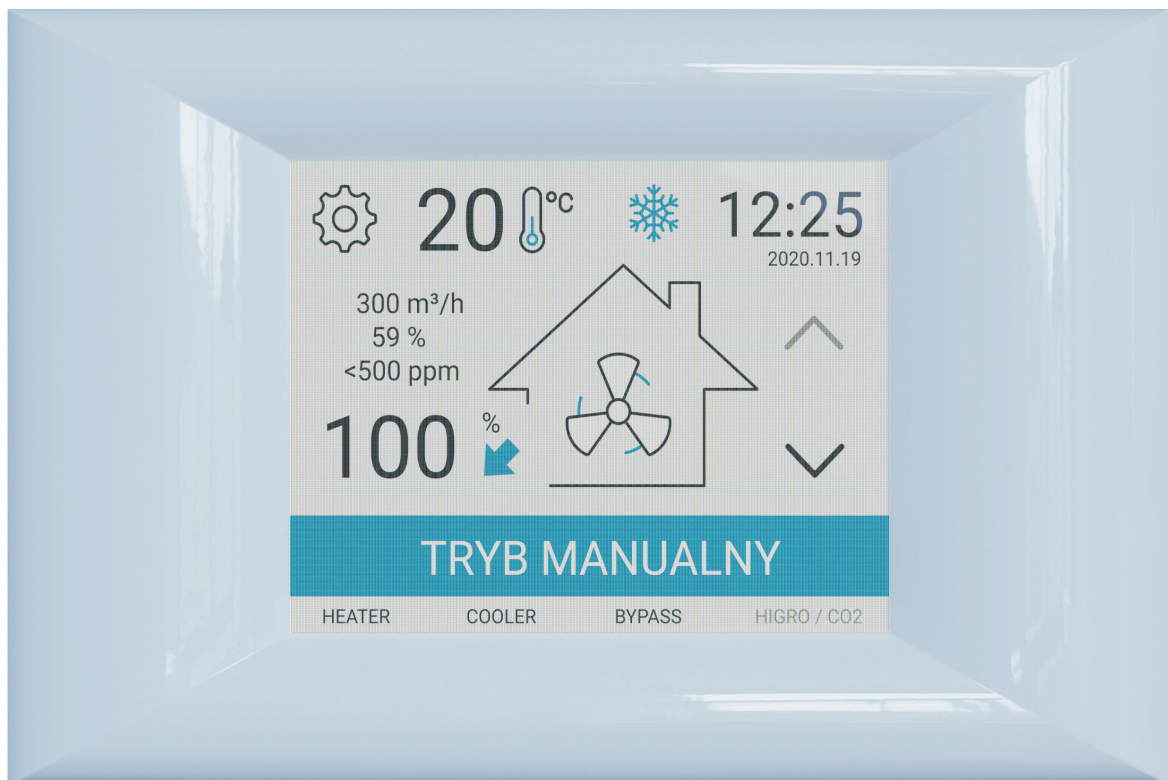 20 °C
12:25
2020.11.19
300 m³/h
59 %
<500 ppm
100 %
TRYB MANUALNY
HEATER COOLER BYPASS HIGRO / CO2